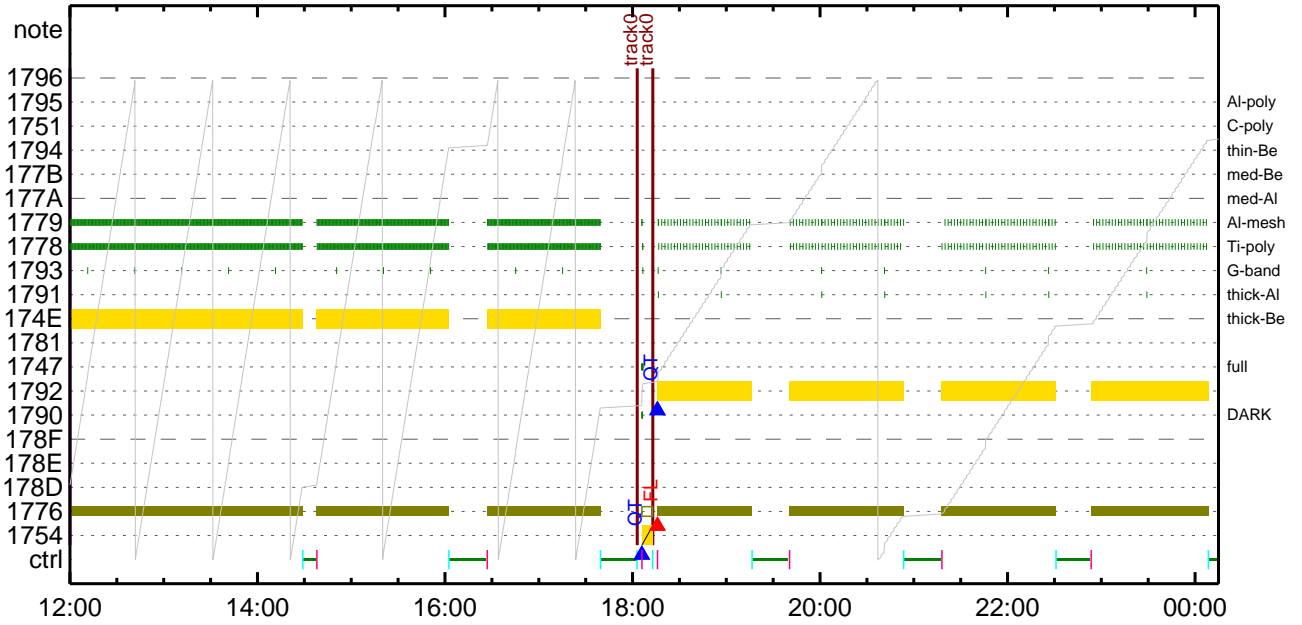 track0
track0
note
1796
1795 Al-poly
1751 C-poly
1794 thin-Be
177B med-Be
177A med-Al
1779 Al-mesh
1778 Ti-poly
1793 G-band
1791 thick-Al
174E thick-Be
1781
1747 QT full
1792
1790 DARK
178F
178E
178D
1776 QT FL
1754
ctrl
12:00 14:00 16:00 18:00 20:00 22:00 00:00